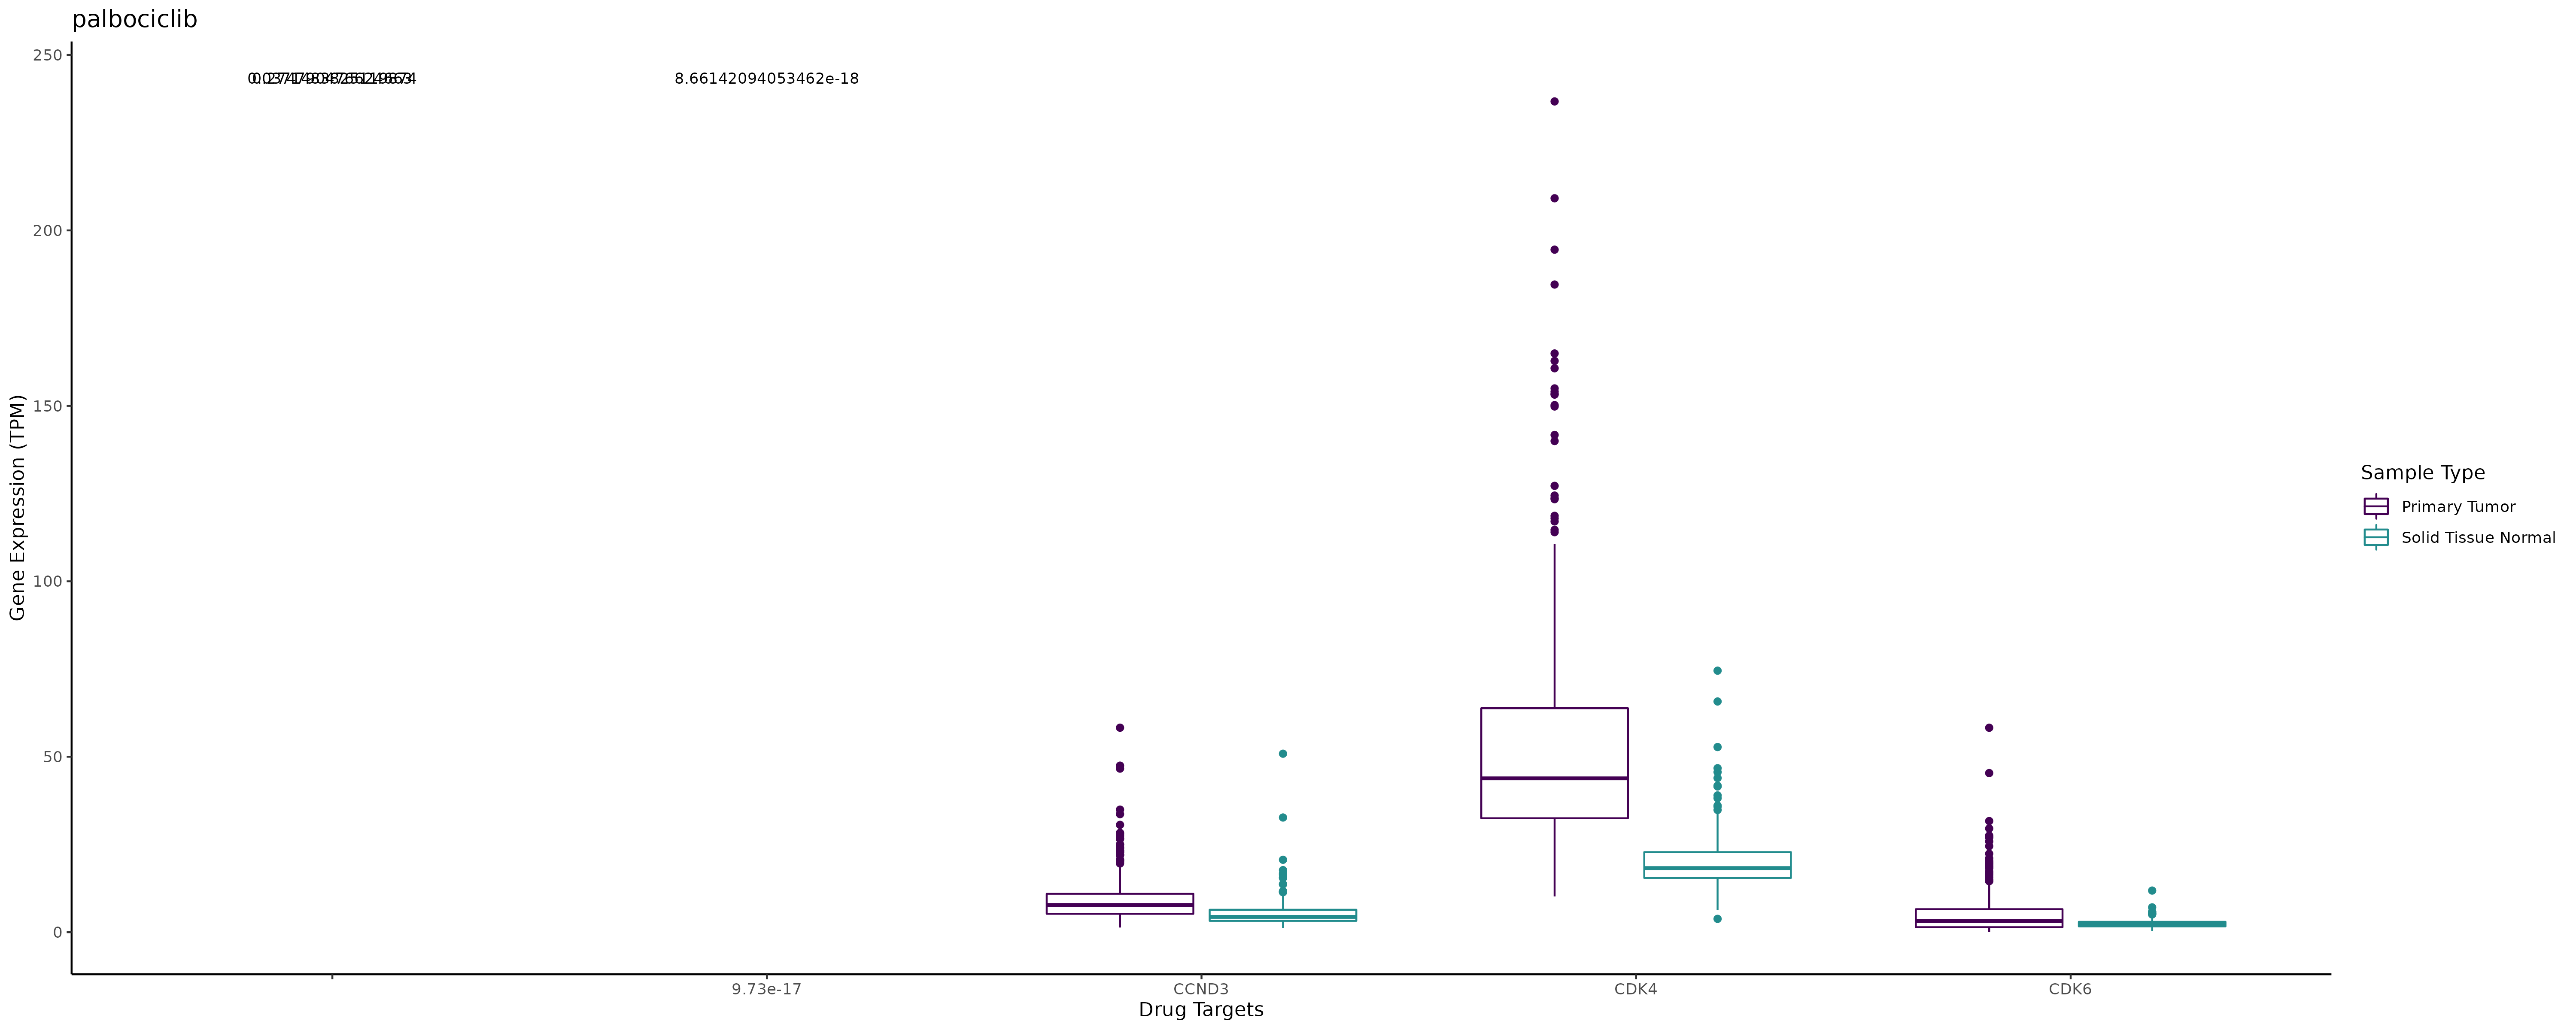 palbociclib
250
8.66142094053462e-18
200
150
100
50
0
Gene Expression (TPM)
9.73e-17
CCND3
CDK4
CDK6
Drug Targets
Sample Type
Primary Tumor
Solid Tissue Normal